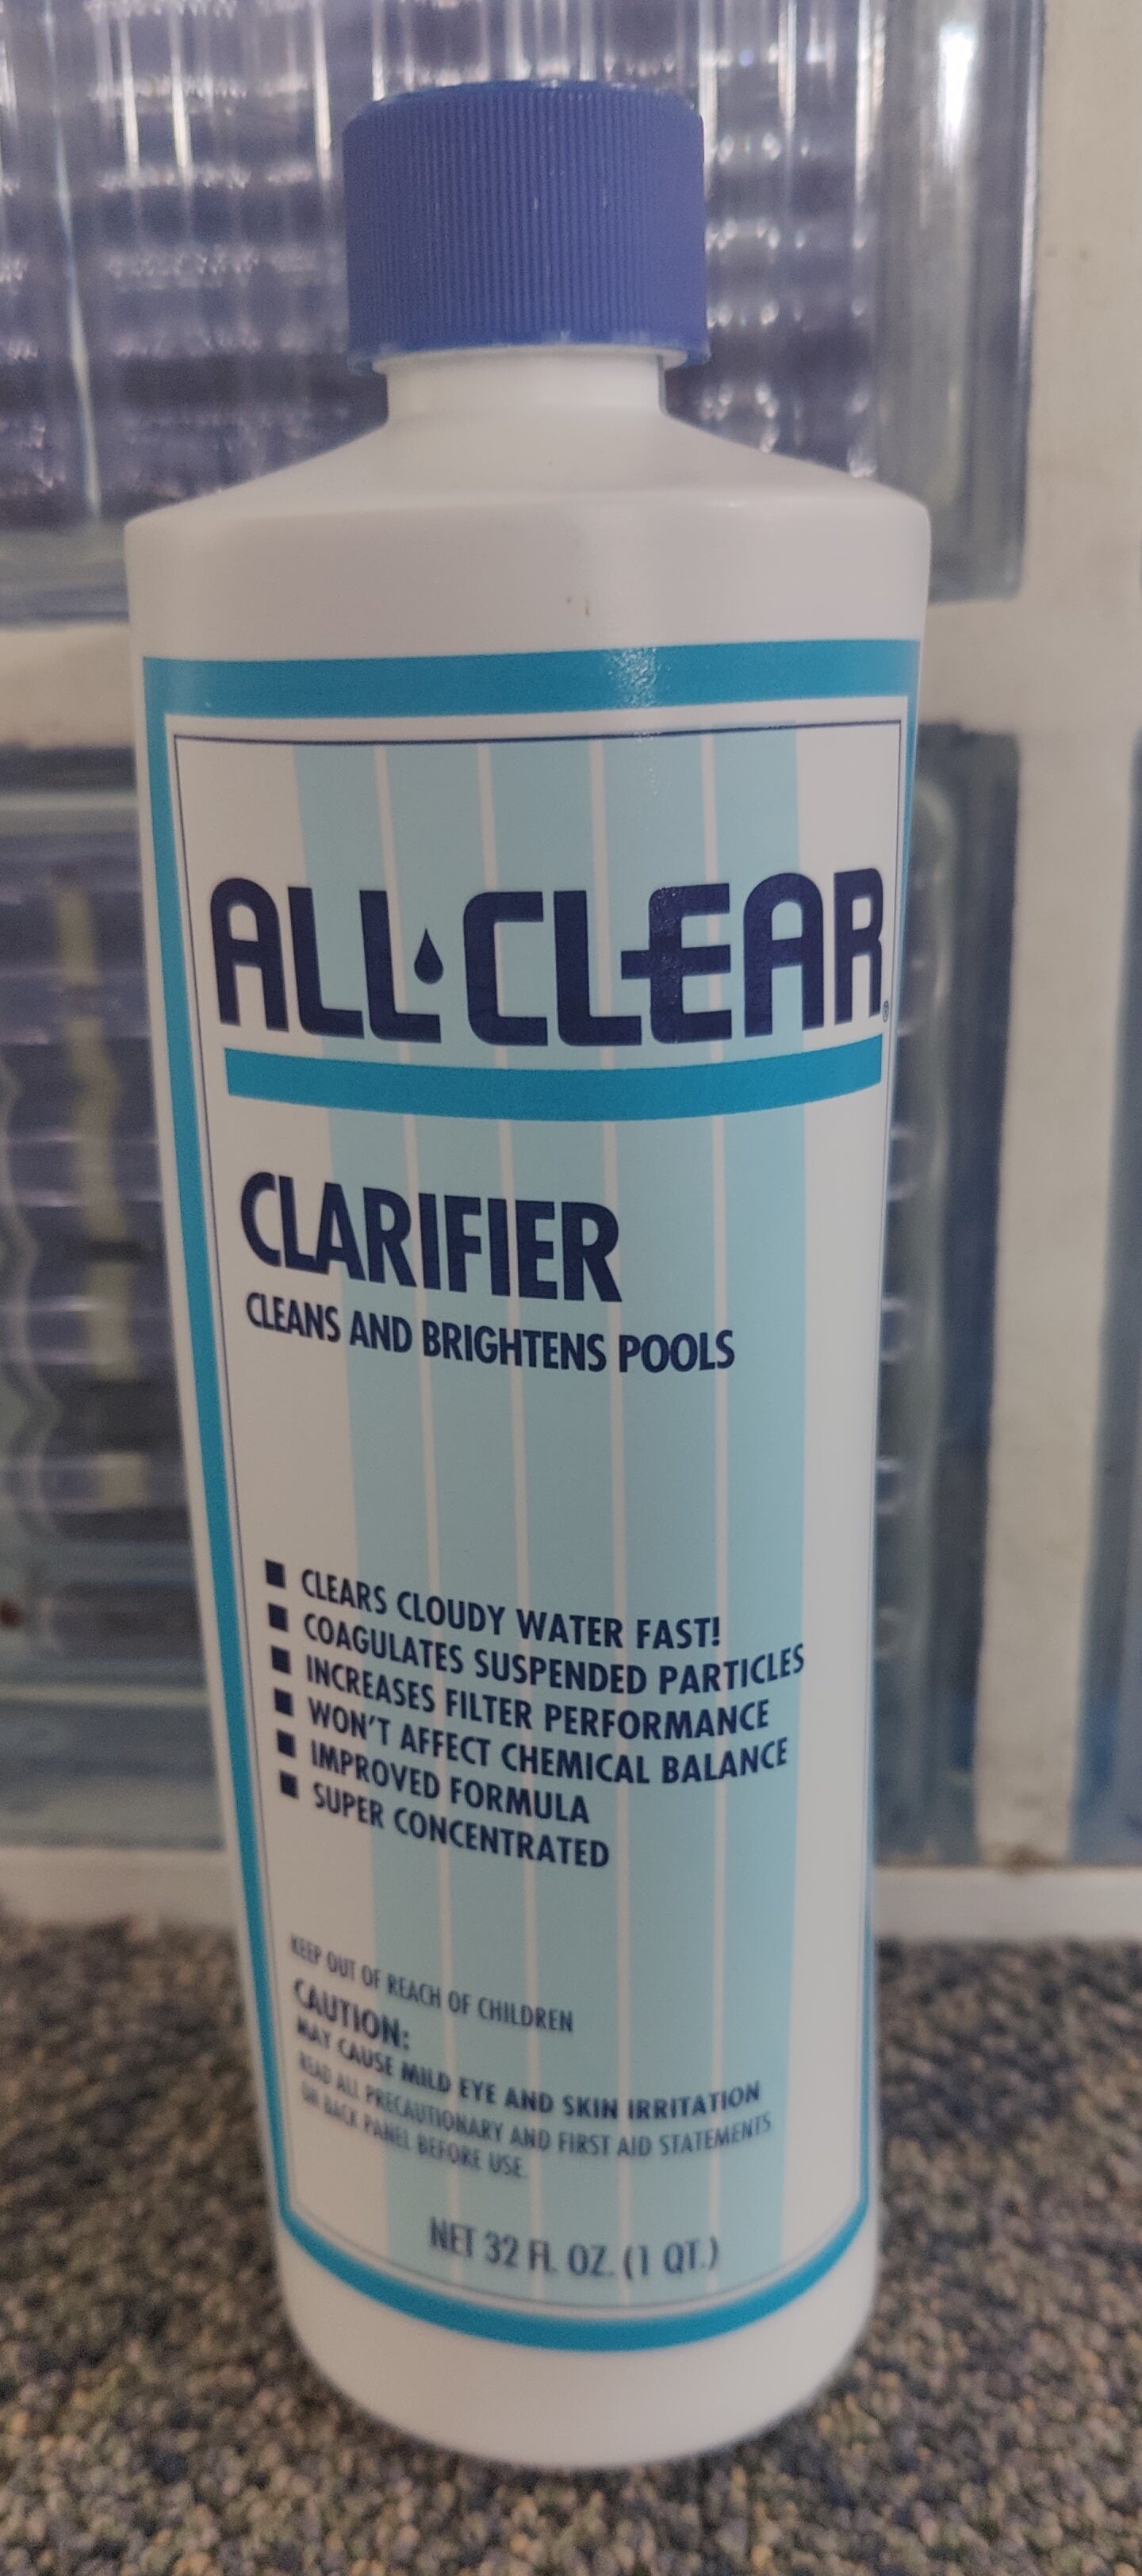 ALL CLEAR®
CLARIFIER
CLEANS AND BRIGHTENS POOLS
■ CLEARS CLOUDY WATER FAST!
■ COAGULATES SUSPENDED PARTICLES
■ INCREASES FILTER PERFORMANCE
■ WON'T AFFECT CHEMICAL BALANCE
■ IMPROVED FORMULA
■ SUPER CONCENTRATED
KEEP OUT OF REACH OF CHILDREN
CAUTION:
MAY CAUSE MILD EYE AND SKIN IRRITATION
READ ALL PRECAUTIONARY AND FIRST AID STATEMENTS
ON BACK PANEL BEFORE USE.
NET 32 FL. OZ. (1 QT.)